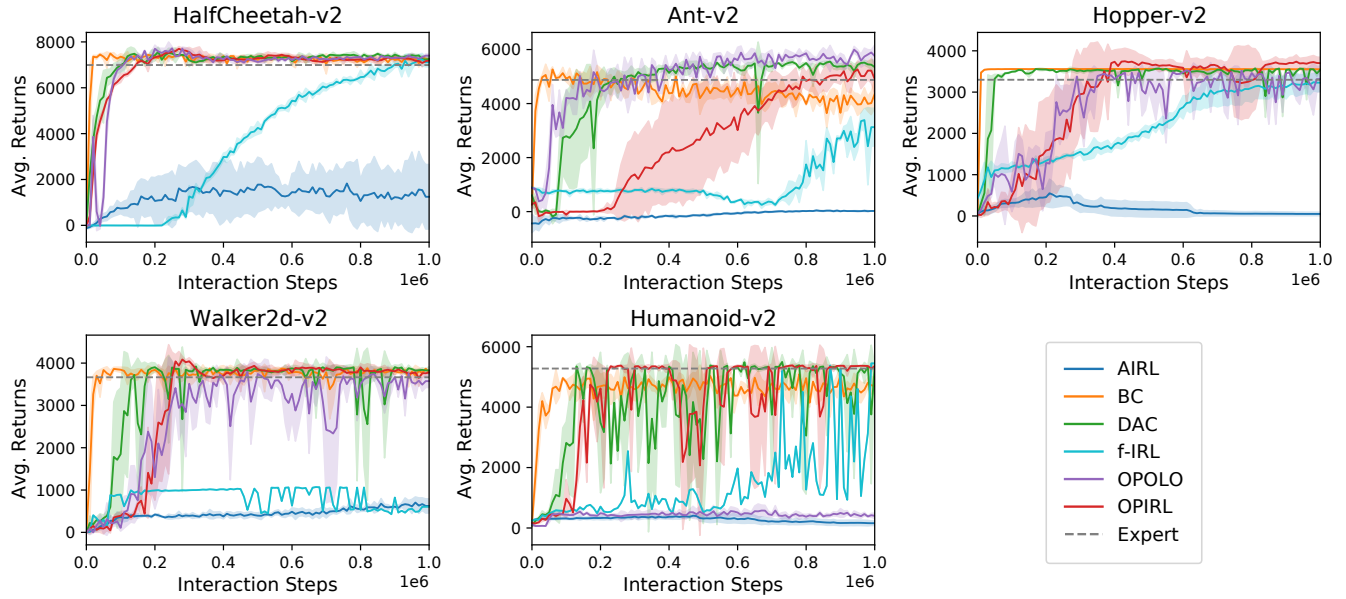 HalfCheetah-v2
Avg. Returns
8000
6000
4000
2000
0
0.0 0.2 0.4 0.6 0.8 1.0
Interaction Steps
1e6
Ant-v2
Avg. Returns
6000
4000
2000
0
0.0 0.2 0.4 0.6 0.8 1.0
Interaction Steps
1e6
Hopper-v2
Avg. Returns
4000
3000
2000
1000
0
0.0 0.2 0.4 0.6 0.8 1.0
Interaction Steps
1e6
Walker2d-v2
Avg. Returns
4000
3000
2000
1000
0
0.0 0.2 0.4 0.6 0.8 1.0
Interaction Steps
1e6
Humanoid-v2
Avg. Returns
6000
4000
2000
0
0.0 0.2 0.4 0.6 0.8 1.0
Interaction Steps
1e6
AIRL
BC
DAC
f-IRL
OPOLO
OPIRL
Expert